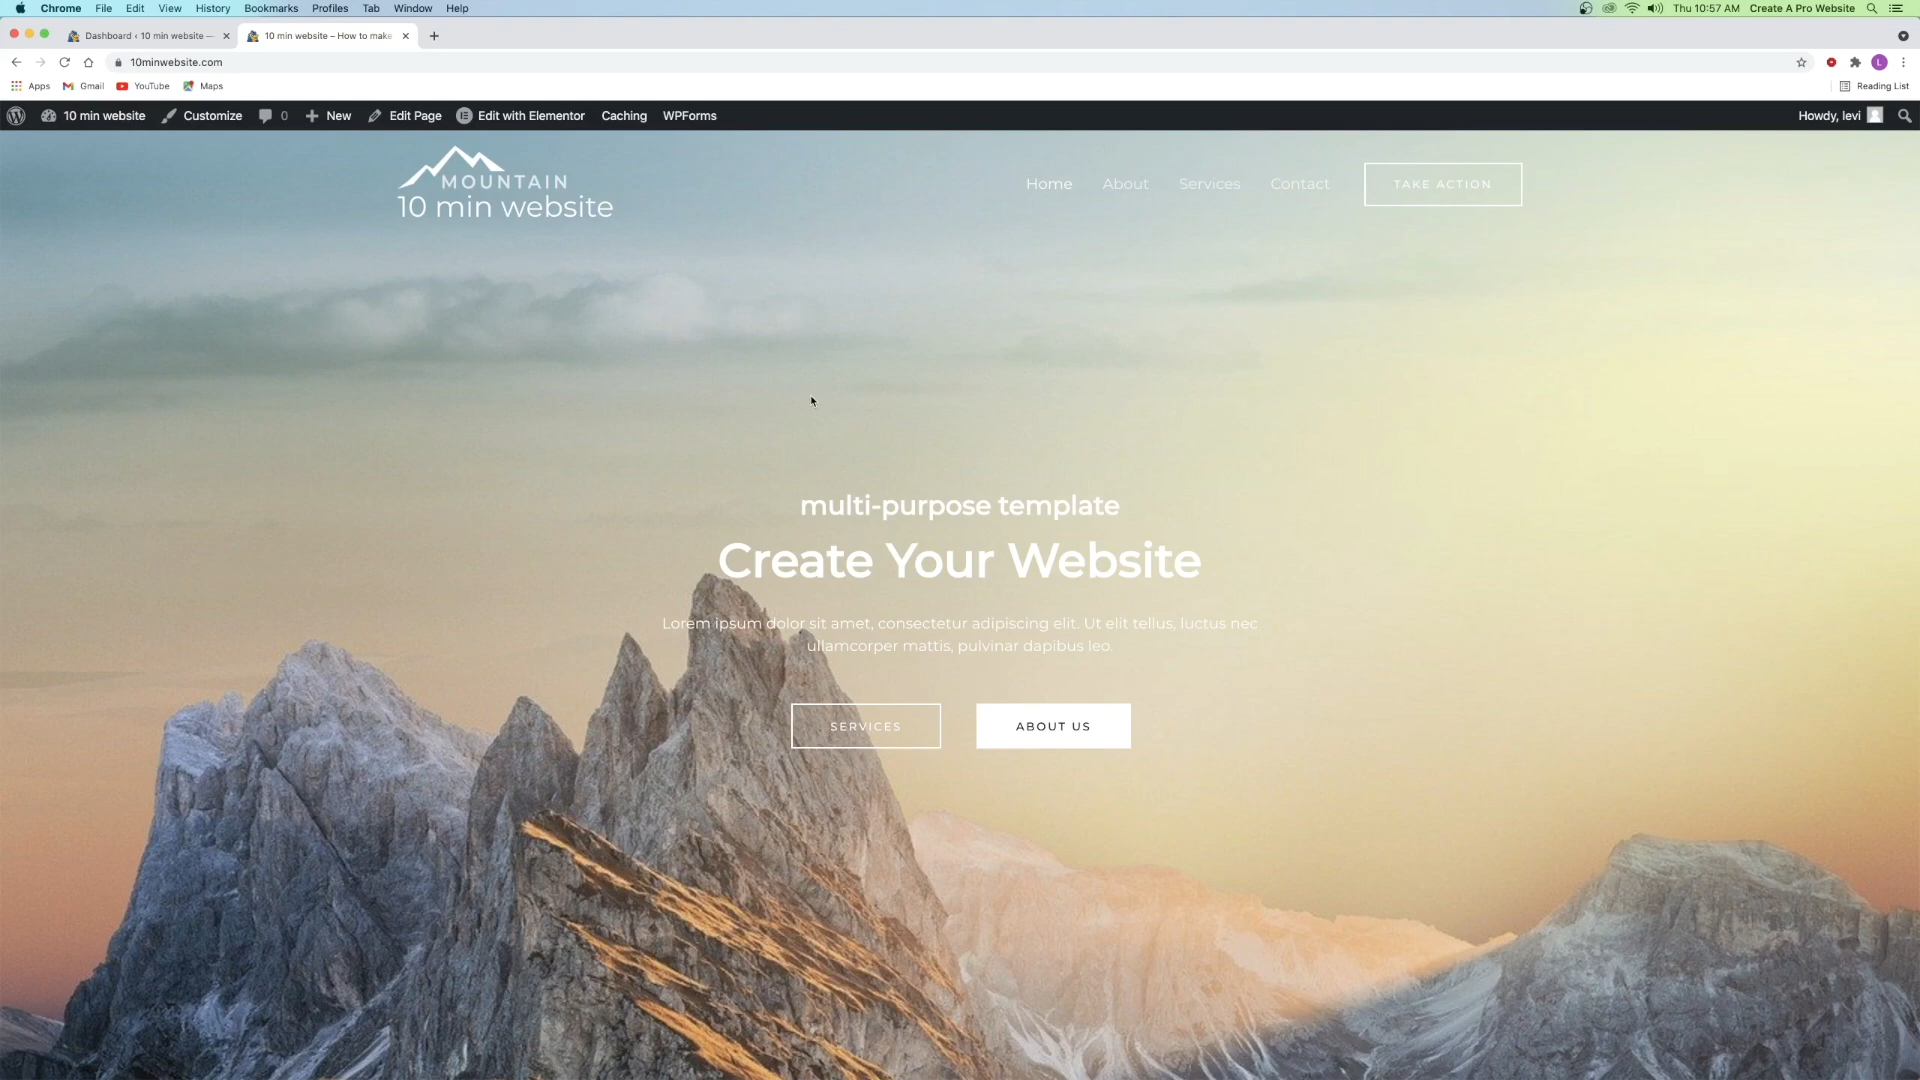 Chrome File Edit View History Bookmarks Profiles Tab Window Help
Thu 10:57 AM Create A Pro Website
Dashboard ‹ 10 min website —
10 min website – How to make
10minwebsite.com
L
Apps Gmail YouTube Maps
Reading List
10 min website Customize 0 New Edit Page Edit with Elementor Caching WPForms
Howdy, levi
MOUNTAIN
10 min website
Home About Services Contact TAKE ACTION
multi-purpose template
Create Your Website
Lorem ipsum dolor sit amet, consectetur adipiscing elit. Ut elit tellus, luctus nec
ullamcorper mattis, pulvinar dapibus leo.
SERVICES ABOUT US